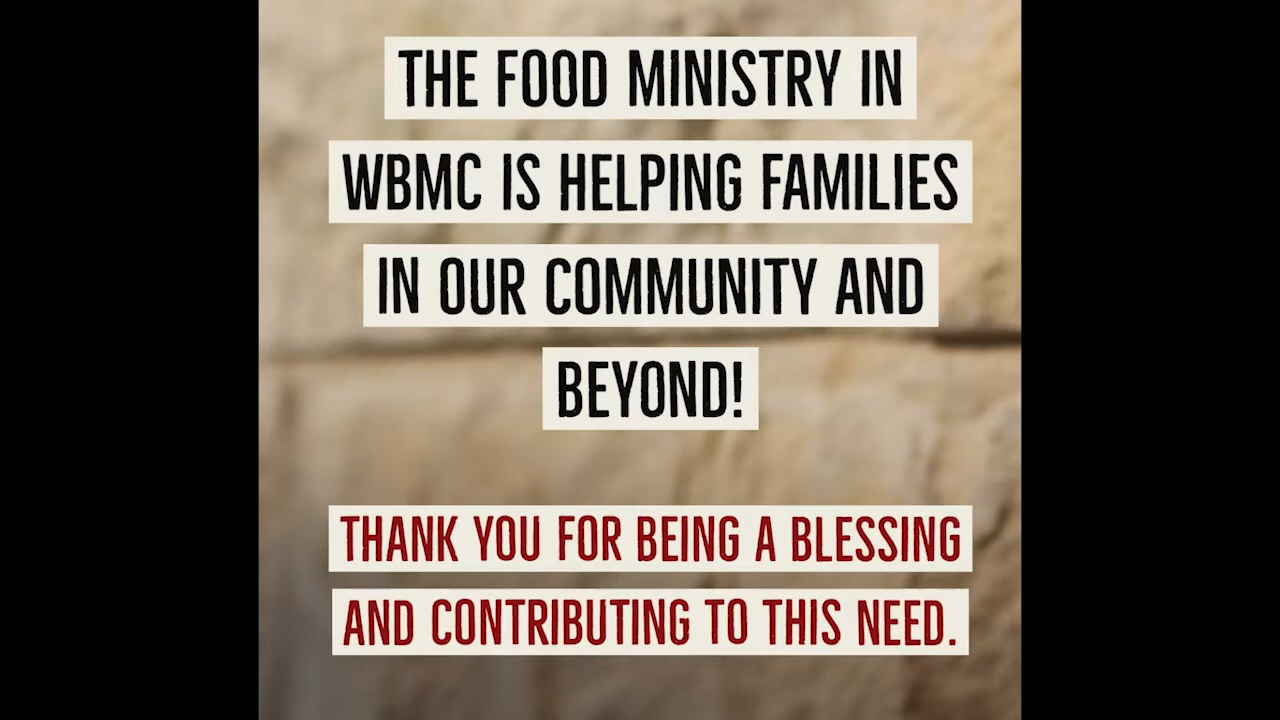 THE FOOD MINISTRY IN
WBMC IS HELPING FAMILIES
IN OUR COMMUNITY AND
BEYOND!
THANK YOU FOR BEING A BLESSING
AND CONTRIBUTING TO THIS NEED.